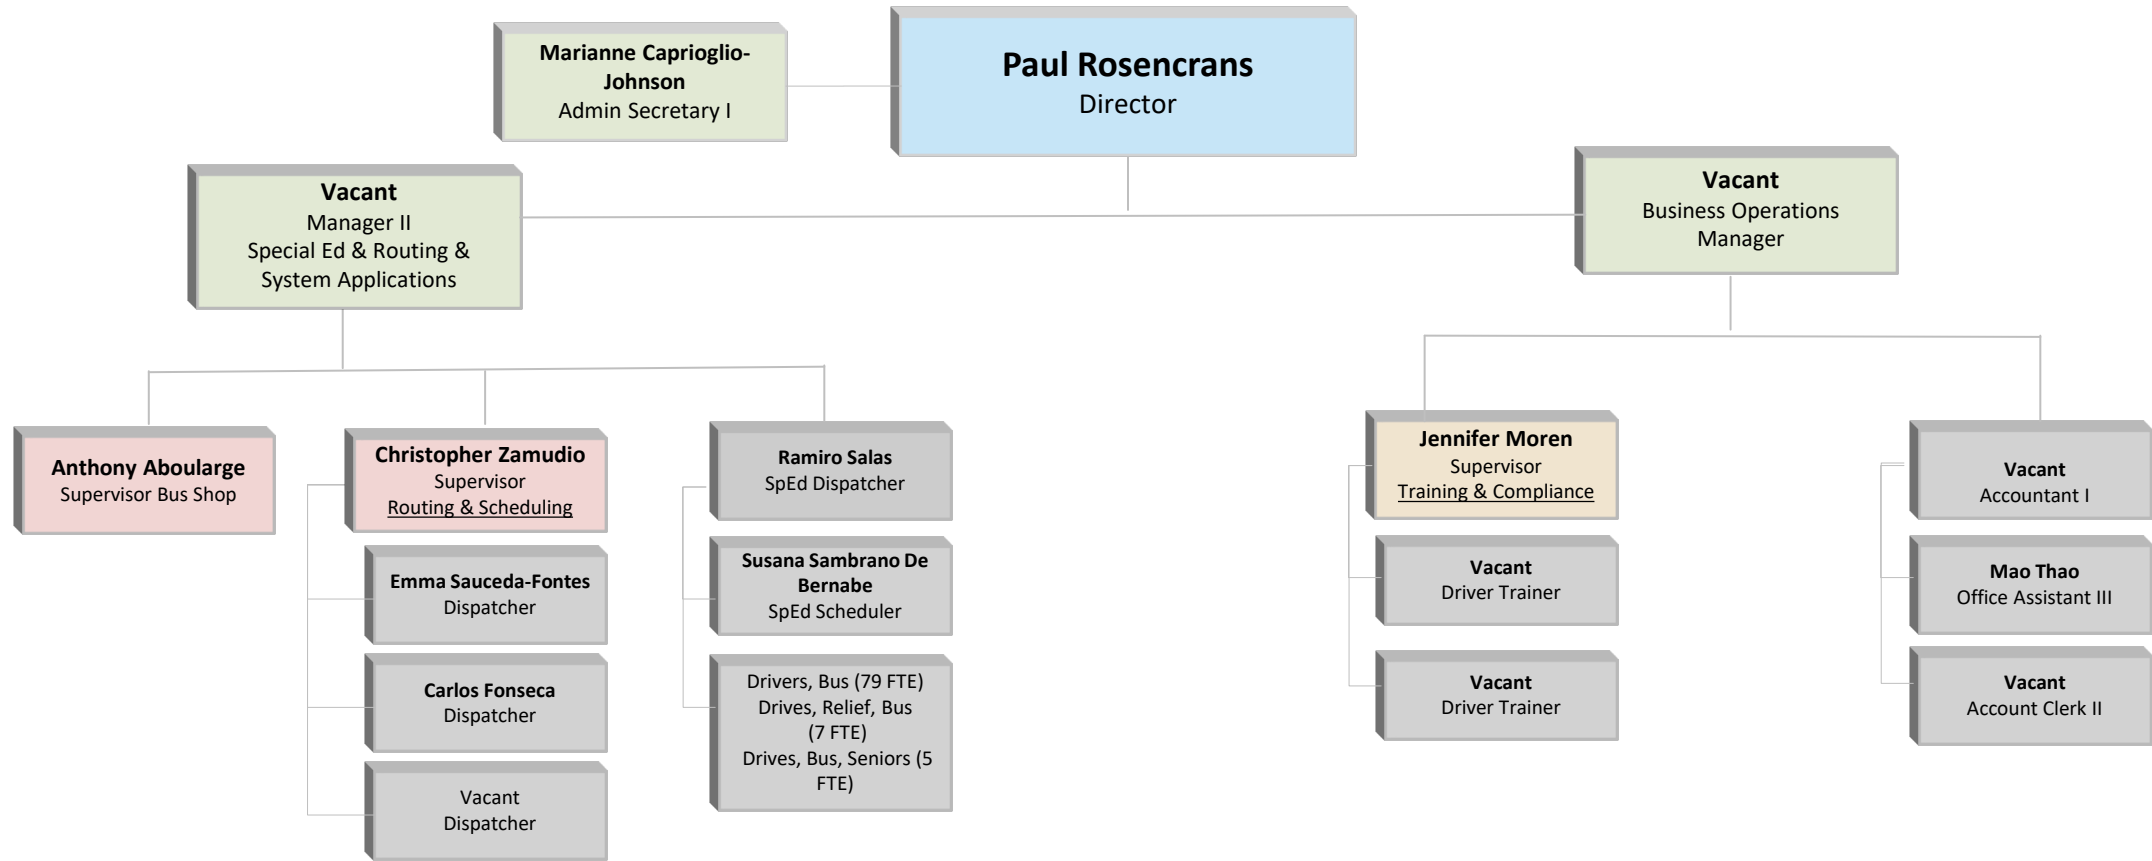 Marianne Caprioglio-
Johnson
Admin Secretary I
Paul Rosencrans
Director
Vacant
Manager II
Special Ed & Routing &
System Applications
Vacant
Business Operations
Manager
Anthony Aboularge
Supervisor Bus Shop
Christopher Zamudio
Supervisor
Routing & Scheduling
Emma Sauceda-Fontes
Dispatcher
Carlos Fonseca
Dispatcher
Vacant
Dispatcher
Ramiro Salas
SpEd Dispatcher
Susana Sambrano De
Bernabe
SpEd Scheduler
Drivers, Bus (79 FTE)
Drives, Relief, Bus
(7 FTE)
Drives, Bus, Seniors (5
FTE)
Jennifer Moren
Supervisor
Training & Compliance
Vacant
Driver Trainer
Vacant
Driver Trainer
Vacant
Accountant I
Mao Thao
Office Assistant III
Vacant
Account Clerk II